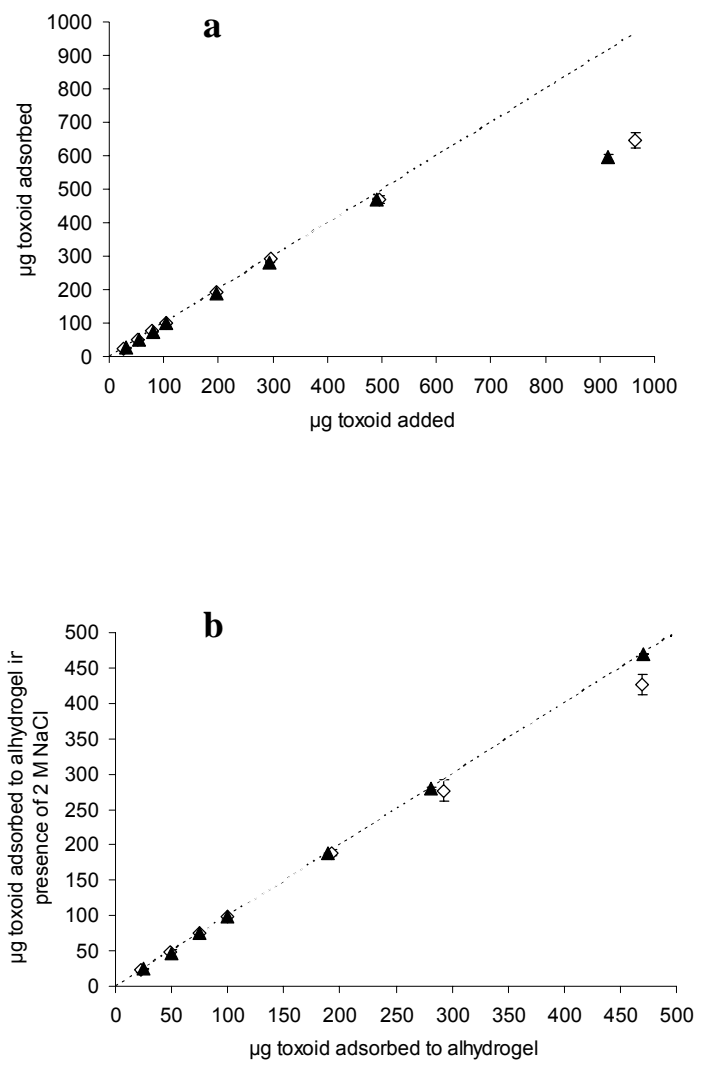 a
1000
900
800
700
600
500
400
300
200
100
0
µg toxoid adsorbed
0 100 200 300 400 500 600 700 800 900 1000
µg toxoid added
b
500
450
400
350
300
250
200
150
100
50
0
µg toxoid adsorbed to alhydrogel ir
presence of 2 M NaCl
0 50 100 150 200 250 300 350 400 450 500
µg toxoid adsorbed to alhydrogel